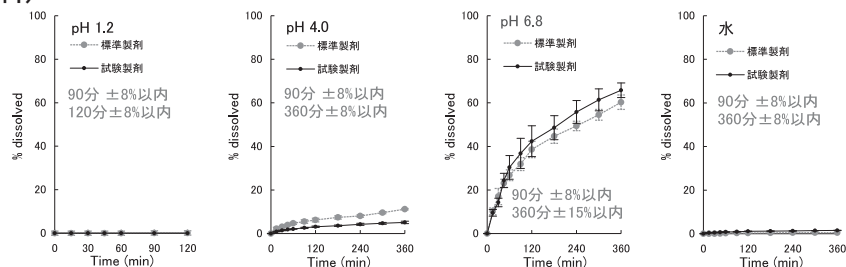 pH 1.2
標準製剤
試験製剤
90分 ±8%以内
120分±8%以内
% dissolved
100
80
60
40
20
0
0 30 60 90 120
Time (min)
pH 4.0
標準製剤
試験製剤
90分 ±8%以内
360分±8%以内
% dissolved
100
80
60
40
20
0
0 120 240 360
Time (min)
pH 6.8
標準製剤
試験製剤
90分 ±8%以内
360分±15%以内
% dissolved
100
80
60
40
20
0
0 120 240 360
Time (min)
水
標準製剤
試験製剤
90分 ±8%以内
360分±8%以内
% dissolved
100
80
60
40
20
0
0 120 240 360
Time (min)